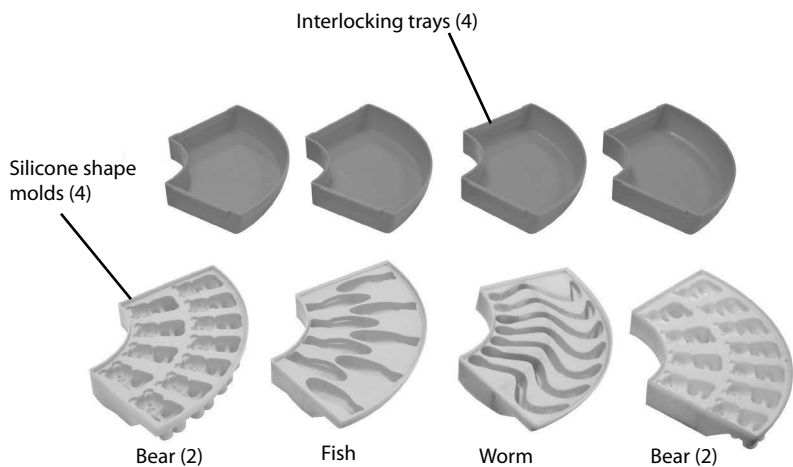 Interlocking trays (4)
Silicone shape
molds (4)
Bear (2)
Fish
Worm
Bear (2)